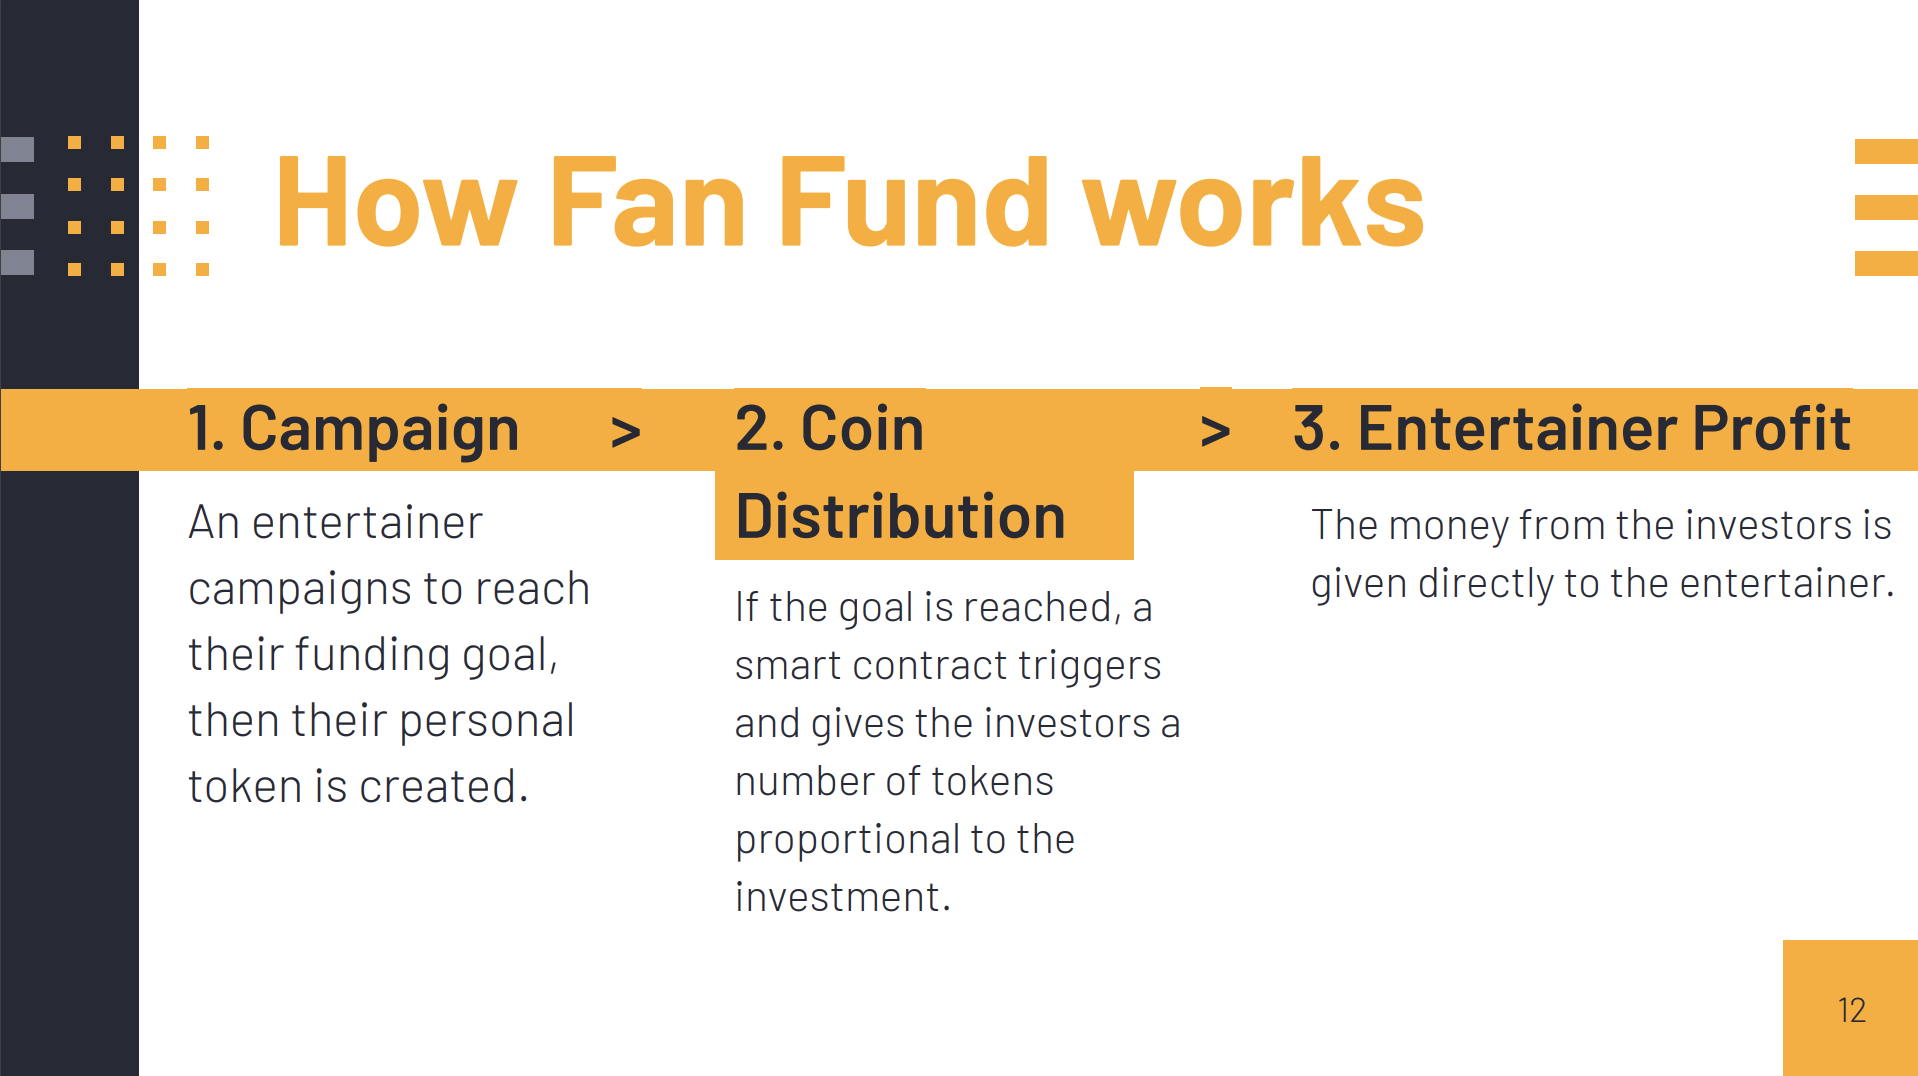 How Fan Fund works
1. Campaign >
2. Coin
Distribution
>
3. Entertainer Profit
An entertainer
campaigns to reach
their funding goal,
then their personal
token is created.
If the goal is reached, a
smart contract triggers
and gives the investors a
number of tokens
proportional to the
investment.
The money from the investors is
given directly to the entertainer.
12